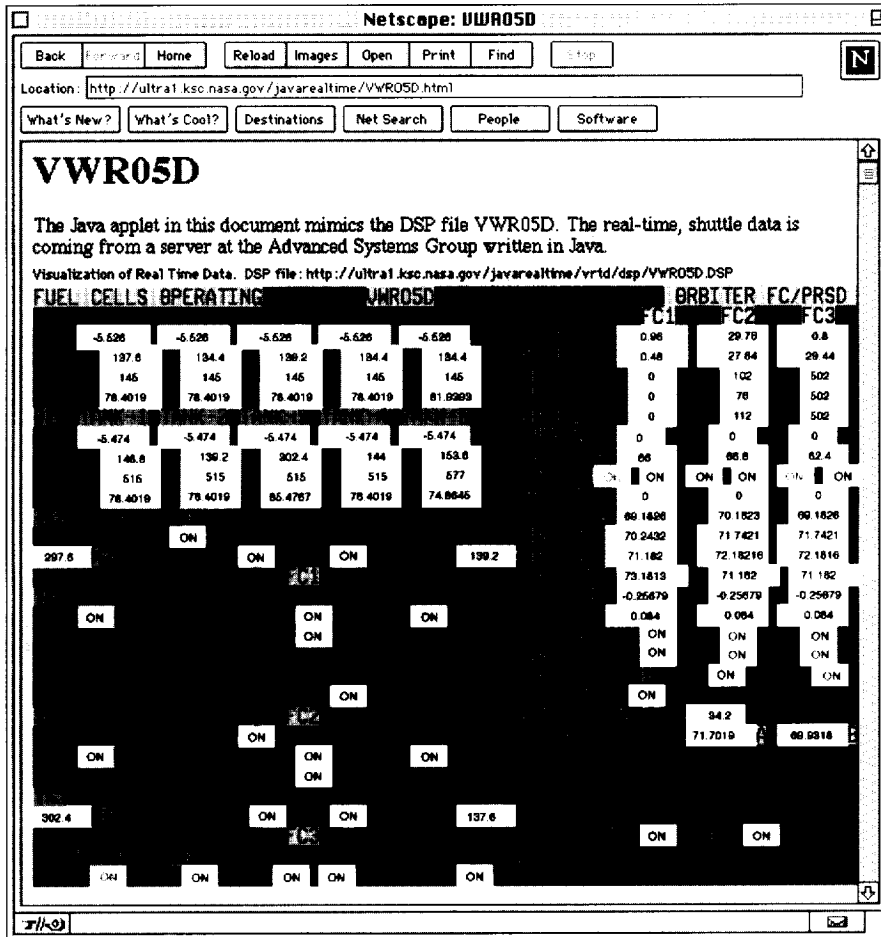 Netscape: VWR05D
Back Forward Home Reload Images Open Print Find Stop
N
Location: http://ultra1.ksc.nasa.gov/javarealtime/VWR05D.html
What's New? What's Cool? Destinations Net Search People Software
VWR05D
The Java applet in this document mimics the DSP file VWR05D. The real-time, shuttle data is
coming from a server at the Advanced Systems Group written in Java.
Visualization of Real Time Data. DSP file: http://ultra1.ksc.nasa.gov/javarealtime/vrtd/dsp/VWR05D.DSP
FUEL CELLS OPERATING VWR05D ORBITER FC/PRSD
FC1 FC2 FC3
-5.526 -5.526 -5.526 -5.526 -5.526 0.96 29.76 0.8
137.6 134.4 139.2 134.4 134.4 0.48 27.84 29.44
145 145 145 145 145 0 102 502
78.4019 78.4019 78.4019 78.4019 0 76 502
0 112 502
-5.474 -5.474 -5.474 -5.474 -5.474 0 0 0
139.2 302.4 144 153.6 66 62.4
515 515 515 515 577 ON ON ON ON ON
78.4019 78.4019 78.4019 0 0 0
69.1826 70.1823 69.1826
ON 70.2432 71.7421 71.7421
297.6 ON ON 139.2 71.182 72.18216 72.1816
FC1 73.1813 71.182 71.182
-0.25679 -0.25679 -0.25679
ON ON ON 0.084 0.084 0.084
ON ON ON ON
ON ON ON
ON ON
ON ON
FC2 94.2
ON 71.7019 A 69.9318 B
ON ON ON
ON
302.4 ON ON 137.6
FC3 ON ON
ON ON ON ON ON